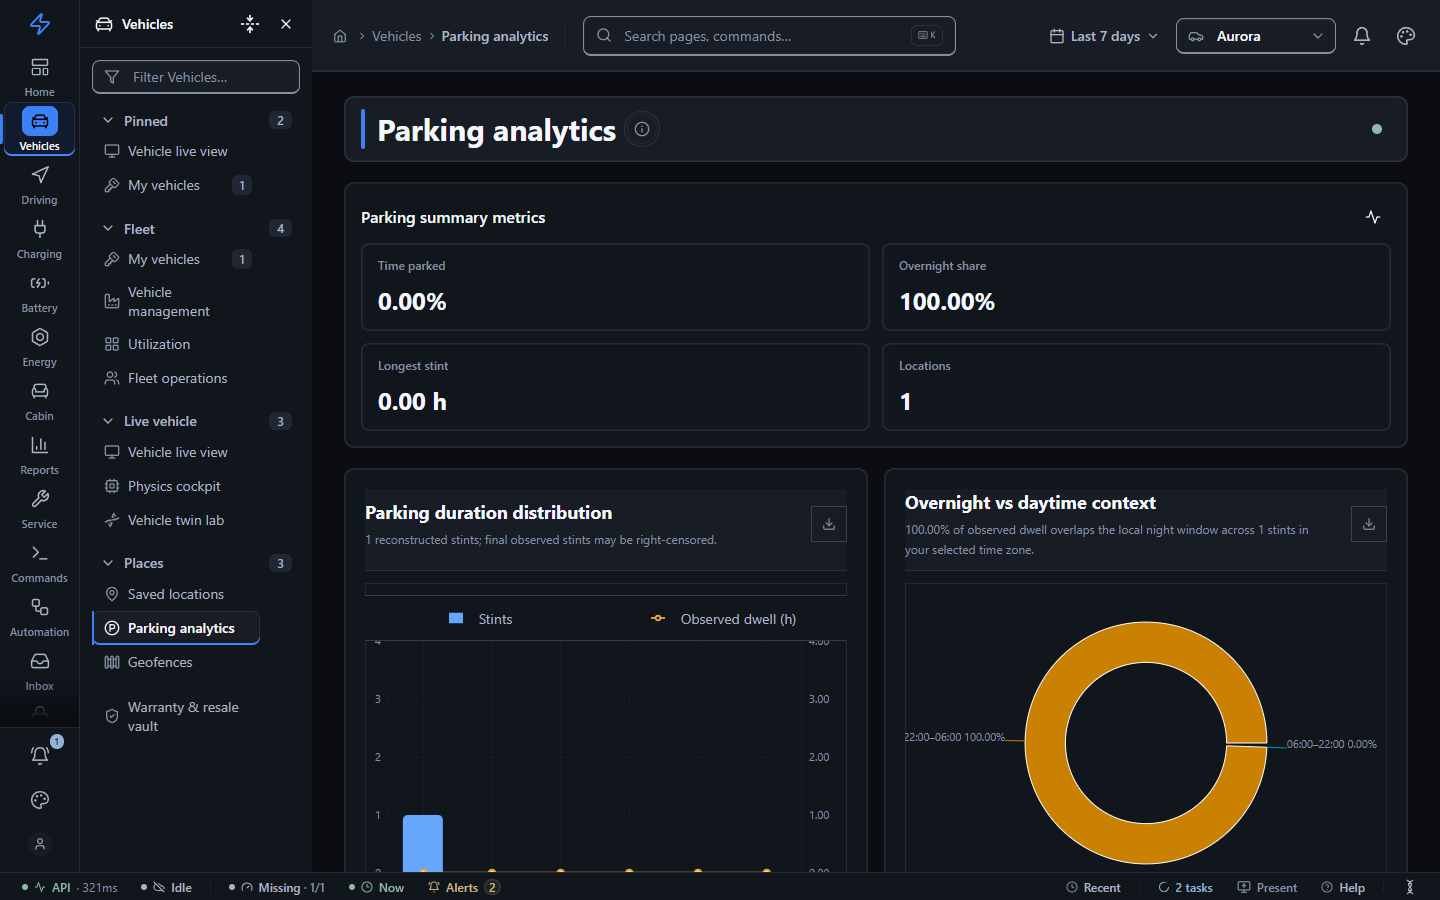 Vehicles
Vehicles
Parking analytics
Search pages, commands...
K
Last 7 days
Aurora
Home
Vehicles
Driving
Charging
Battery
Energy
Cabin
Reports
Service
Commands
Automation
Inbox
1
Filter Vehicles...
Pinned
2
Vehicle live view
My vehicles
1
Fleet
4
My vehicles
1
Vehicle
management
Utilization
Fleet operations
Live vehicle
3
Vehicle live view
Physics cockpit
Vehicle twin lab
Places
3
Saved locations
Parking analytics
Geofences
Warranty & resale
vault
Parking analytics
Parking summary metrics
Time parked
0.00%
Overnight share
100.00%
Longest stint
0.00 h
Locations
1
Parking duration distribution
1 reconstructed stints; final observed stints may be right-censored.
Stints
Observed dwell (h)
4
4.00
3
3.00
2
2.00
1
1.00
0
0.00
Overnight vs daytime context
100.00% of observed dwell overlaps the local night window across 1 stints in
your selected time zone.
22:00–06:00 100.00%
06:00–22:00 0.00%
API · 321ms
Idle
Missing · 1/1
Now
Alerts 2
Recent
2 tasks
Present
Help